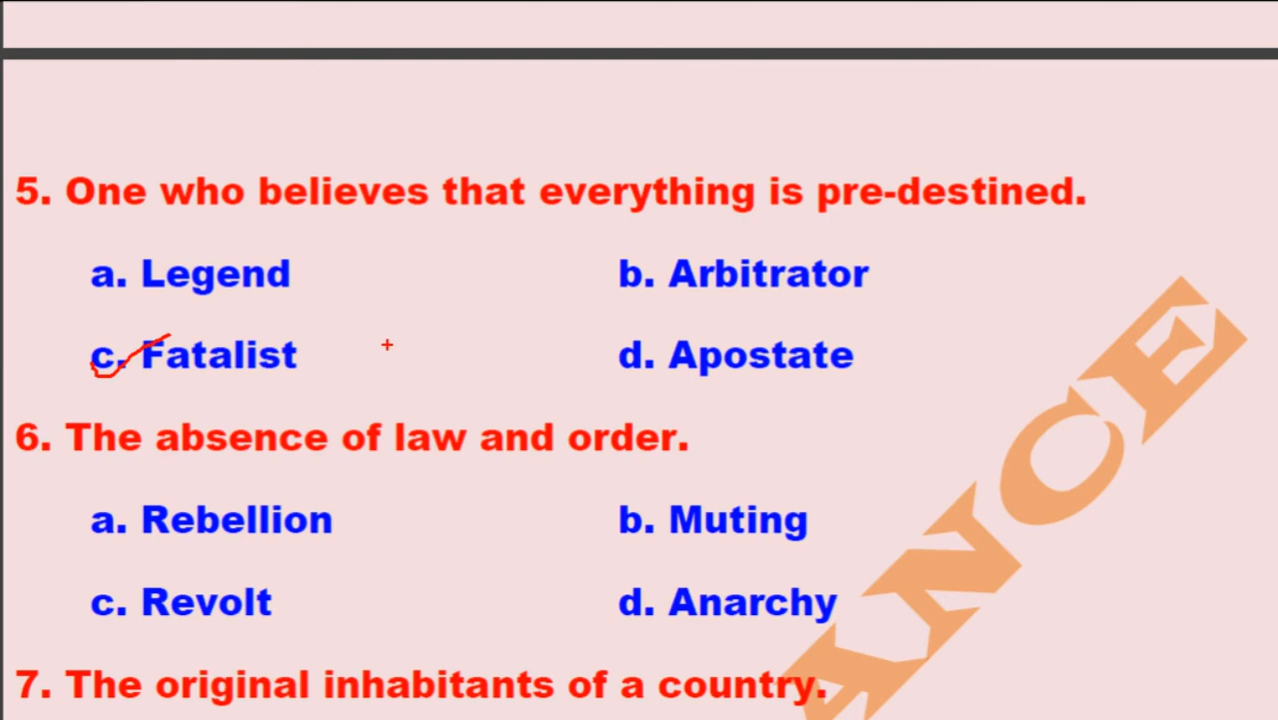 5. One who believes that everything is pre-destined.
a. Legend b. Arbitrator
c. Fatalist d. Apostate
6. The absence of law and order.
a. Rebellion b. Muting
c. Revolt d. Anarchy
7. The original inhabitants of a country.
ANCE